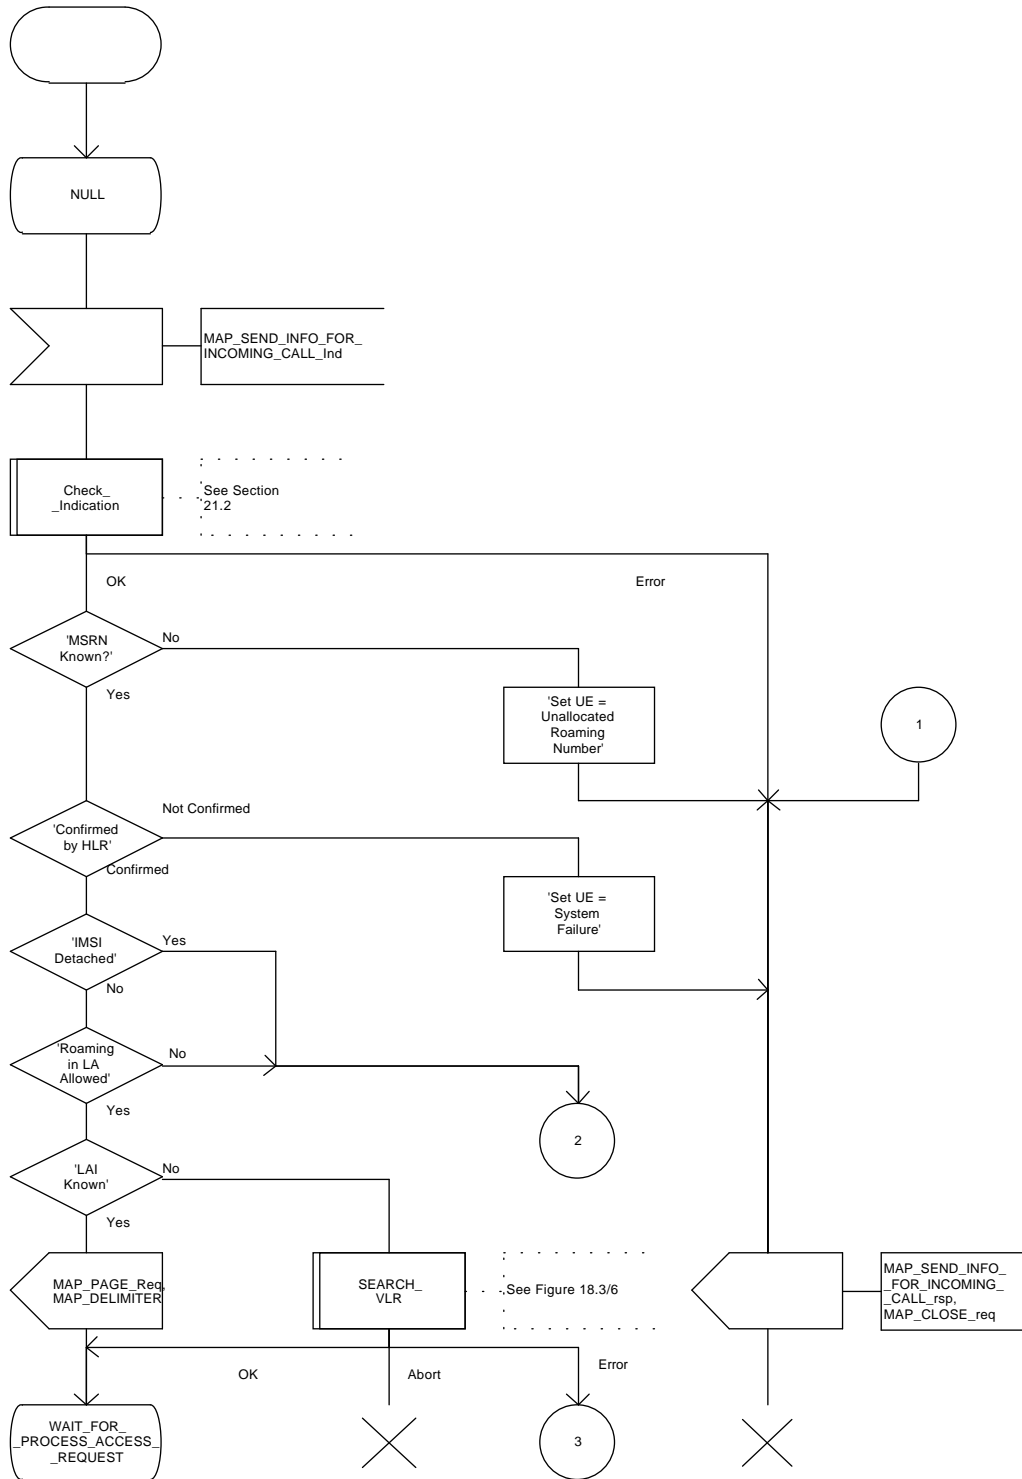 NULL
MAP_SEND_INFO_FOR_
INCOMING_CALL_Ind
Check_
_Indication
See Section
21.2
OK
Error
'MSRN
Known?'
No
Yes
'Set UE =
Unallocated
Roaming
Number'
1
'Confirmed
by HLR'
Not Confirmed
Confirmed
'Set UE =
System
Failure'
'IMSI
Detached'
Yes
No
'Roaming
in LA
Allowed'
No
Yes
2
'LAI
Known'
No
Yes
MAP_PAGE_Req,
MAP_DELIMITER
SEARCH_
VLR
See Figure 18.3/6
MAP_SEND_INFO_
_FOR_INCOMING_
_CALL_rsp,
MAP_CLOSE_req
OK
Abort
Error
WAIT_FOR_
_PROCESS_ACCESS_
_REQUEST
3